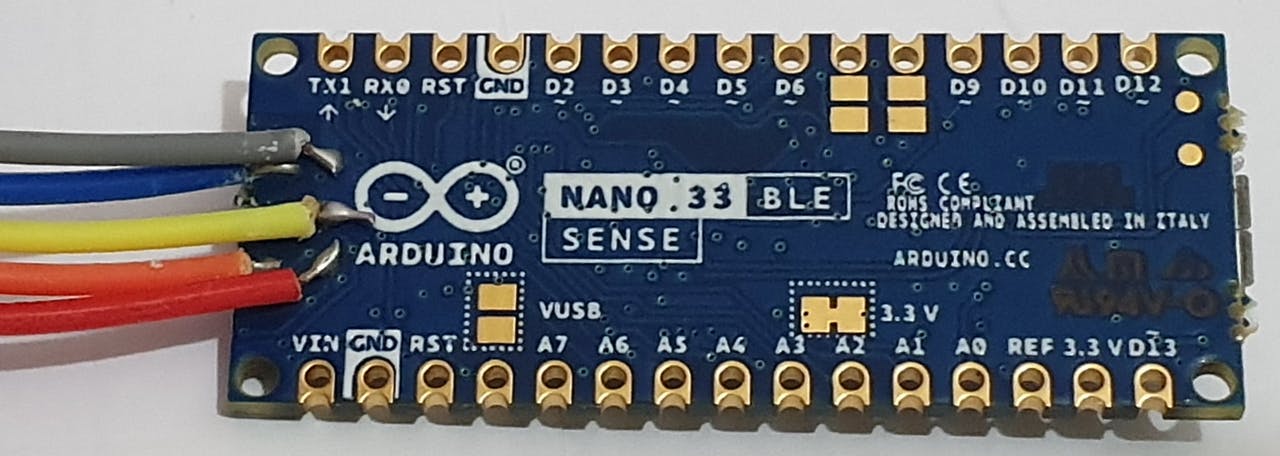 TX1 RX0 RST GND D2 D3 D4 D5 D6 D9 D10 D11 D12
~ ~ ~ ~ ~ ~ ~ ~ ~
↑ ↓
ARDUINO
NANO 33 BLE
SENSE
FC CE
ROHS COMPLIANT
DESIGNED AND ASSEMBLED IN ITALY
ARDUINO.CC
94V-0
VUSB
3.3 V
VIN GND RST A7 A6 A5 A4 A3 A2 A1 A0 REF 3.3 V D13